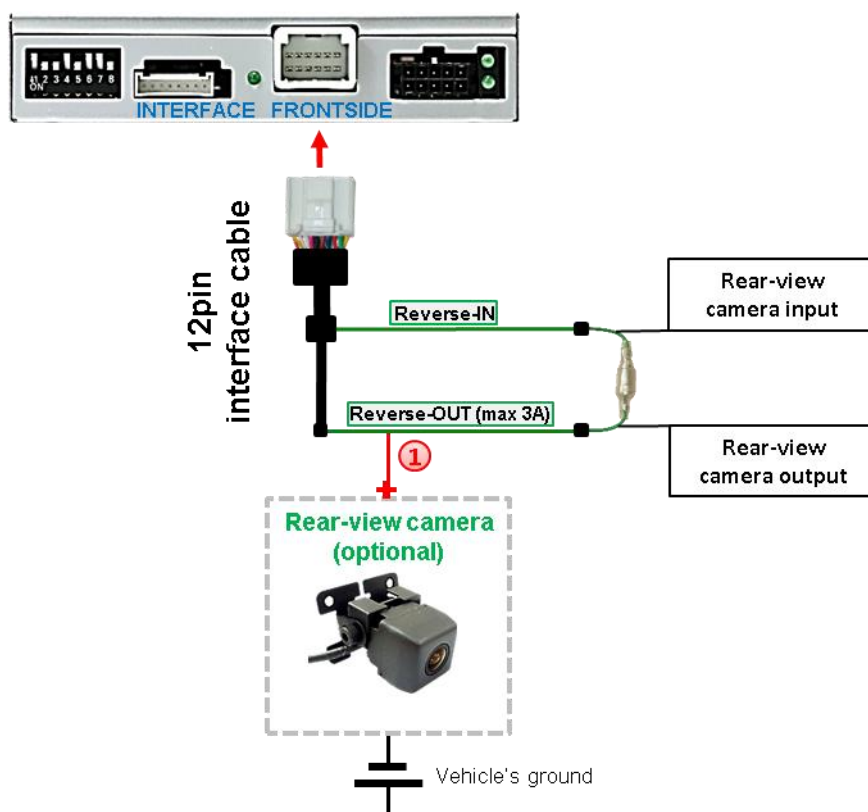 1 2 3 4 5 6 7 8
ON
INTERFACE FRONTSIDE
12pin
interface cable
Reverse-IN
Rear-view
camera input
Reverse-OUT (max 3A)
Rear-view
camera output
1
Rear-view camera
(optional)
Vehicle's ground